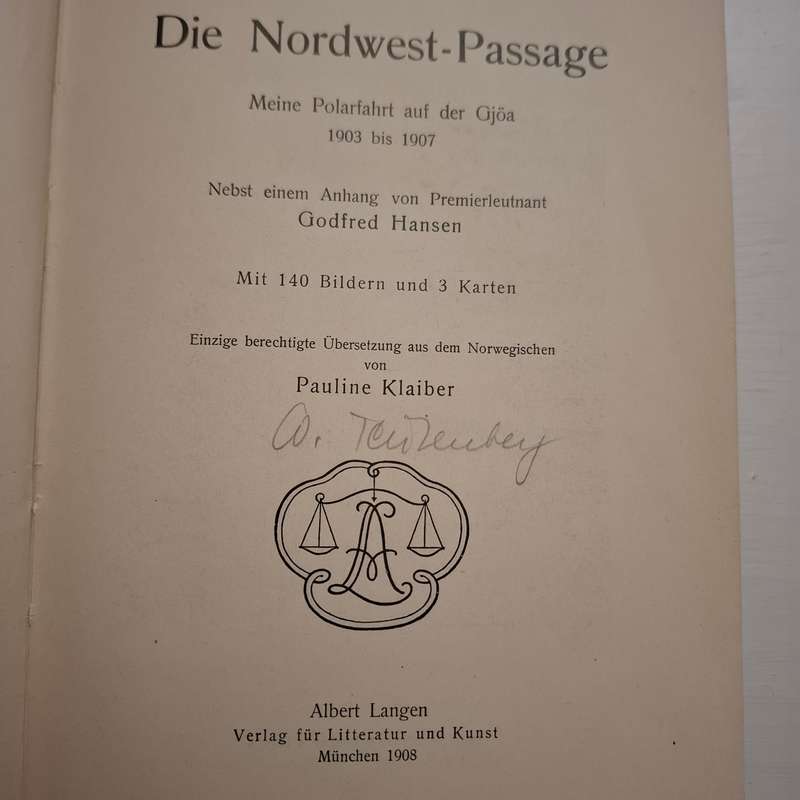 Die Nordwest-Passage
Meine Polarfahrt auf der Gjöa
1903 bis 1907
Nebst einem Anhang von Premierleutnant
Godfred Hansen
Mit 140 Bildern und 3 Karten
Einzige berechtigte Übersetzung aus dem Norwegischen
von
Pauline Klaiber
AL
Albert Langen
Verlag für Litteratur und Kunst
München 1908